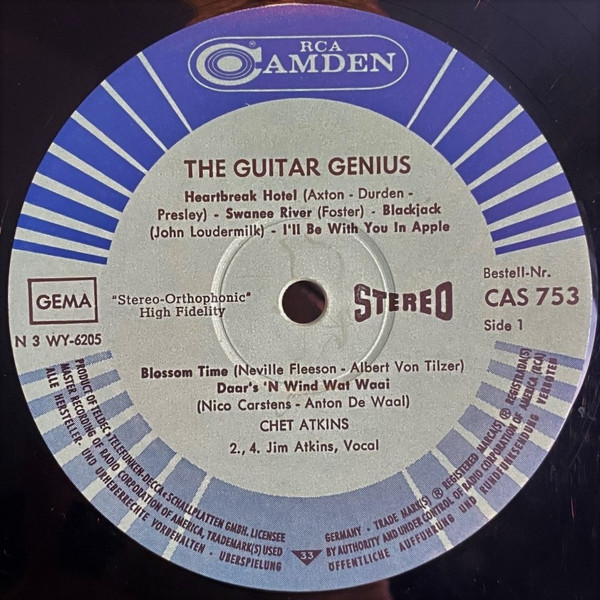 RCA
CAMDEN
THE GUITAR GENIUS
Heartbreak Hotel (Axton - Durden -
Presley) - Swanee River (Foster) - Blackjack
(John Loudermilk) - I'll Be With You In Apple
GEMA
N 3 WY-6205
"Stereo-Orthophonic"
High Fidelity
STEREO
Bestell-Nr.
CAS 753
Side 1
Blossom Time (Neville Fleeson - Albert Von Tilzer)
Daar's 'N Wind Wat Waai
(Nico Carstens - Anton De Waal)
CHET ATKINS
2., 4. Jim Atkins, Vocal
PRODUCT OF TELDEC »TELEFUNKEN-DECCA« SCHALLPLATTEN GMBH. LICENSEE
MASTER RECORDING OF RADIO CORPORATION OF AMERICA, TRADEMARK(S) USED
ALLE HERSTELLER- UND URHEBERRECHTE VORBEHALTEN · ÜBERSPIELUNG
33
GERMANY · TRADE MARK(S) ® REGISTERED MARCA(S) ® REGISTRADA(S)
BY AUTHORITY AND UNDER CONTROL OF RADIO CORPORATION OF AMERICA (RCA)
ÖFFENTLICHE AUFFÜHRUNG UND RUNDFUNKSENDUNG VERBOTEN